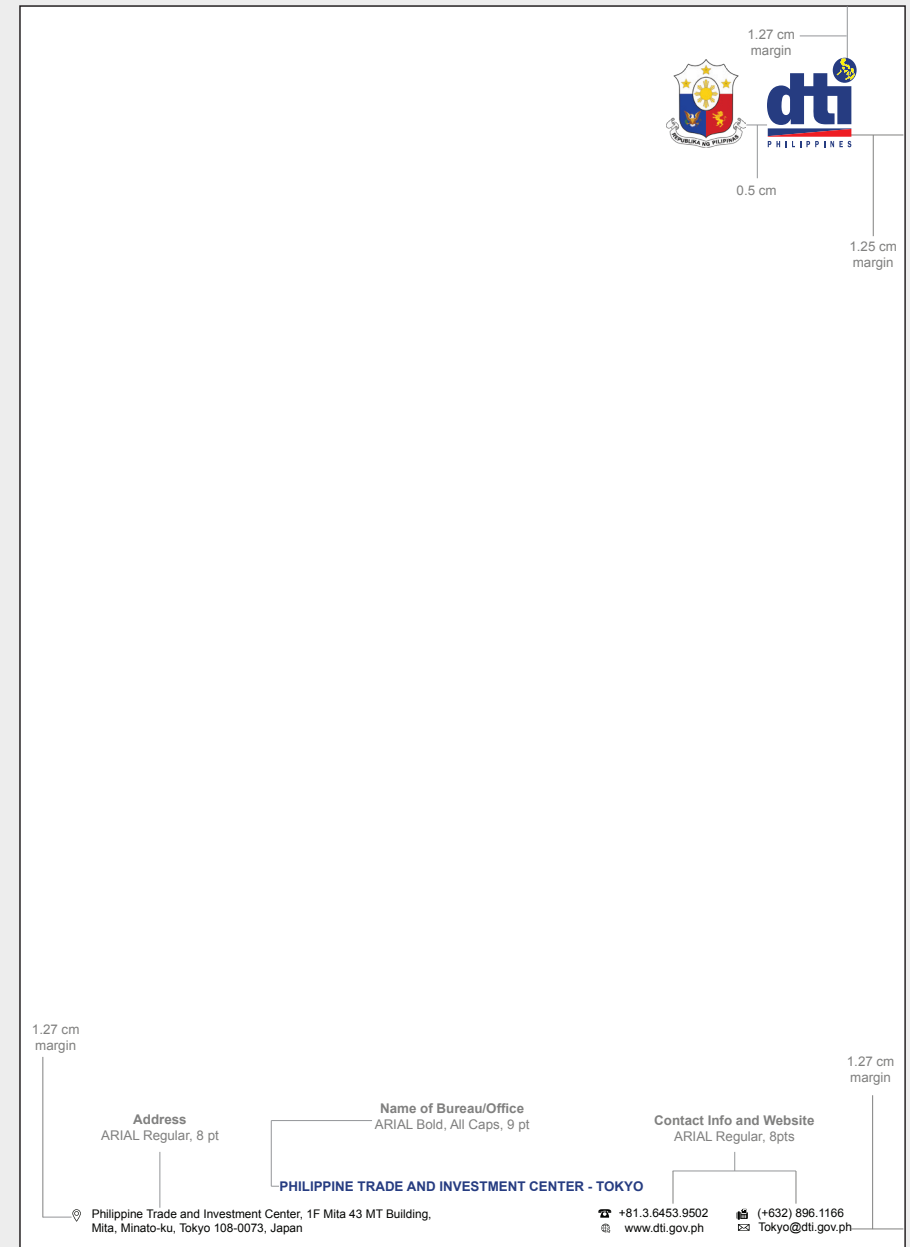 1.27 cm
margin
REPUBLIKA NG PILIPINAS
dti
PHILIPPINES
0.5 cm
1.25 cm
margin
1.27 cm
margin
1.27 cm
margin
Address
ARIAL Regular, 8 pt
Name of Bureau/Office
ARIAL Bold, All Caps, 9 pt
Contact Info and Website
ARIAL Regular, 8pts
PHILIPPINE TRADE AND INVESTMENT CENTER - TOKYO
Philippine Trade and Investment Center, 1F Mita 43 MT Building,
Mita, Minato-ku, Tokyo 108-0073, Japan
+81.3.6453.9502 (+632) 896.1166
www.dti.gov.ph Tokyo@dti.gov.ph